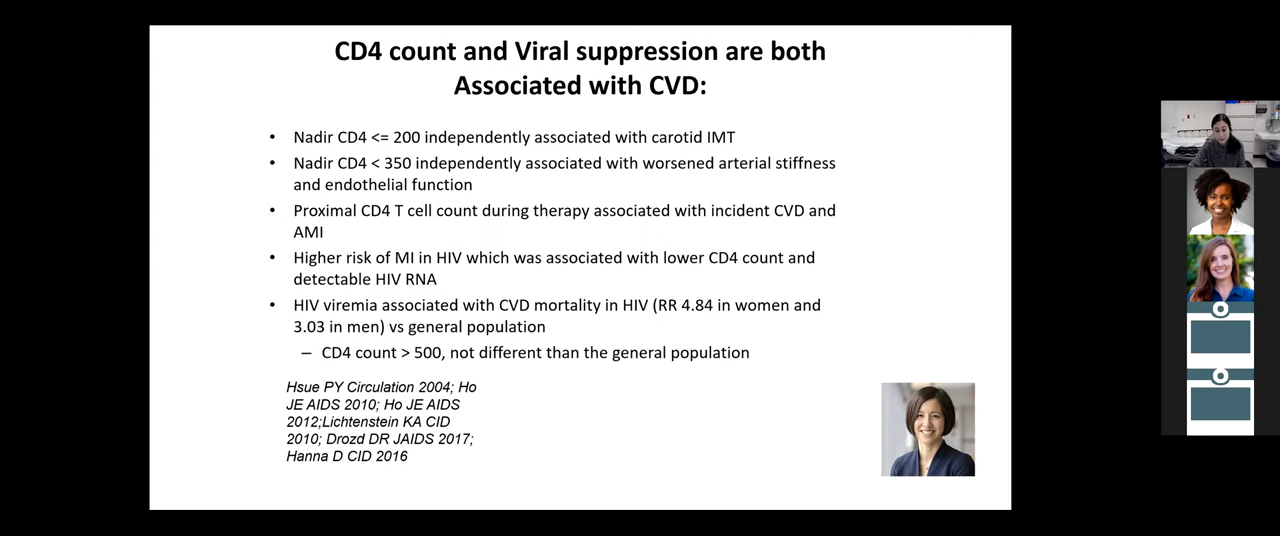 CD4 count and Viral suppression are both
Associated with CVD:
• Nadir CD4 <= 200 independently associated with carotid IMT
• Nadir CD4 < 350 independently associated with worsened arterial stiffness
and endothelial function
• Proximal CD4 T cell count during therapy associated with incident CVD and
AMI
• Higher risk of MI in HIV which was associated with lower CD4 count and
detectable HIV RNA
• HIV viremia associated with CVD mortality in HIV (RR 4.84 in women and
3.03 in men) vs general population
– CD4 count > 500, not different than the general population
Hsue PY Circulation 2004; Ho
JE AIDS 2010; Ho JE AIDS
2012;Lichtenstein KA CID
2010; Drozd DR JAIDS 2017;
Hanna D CID 2016